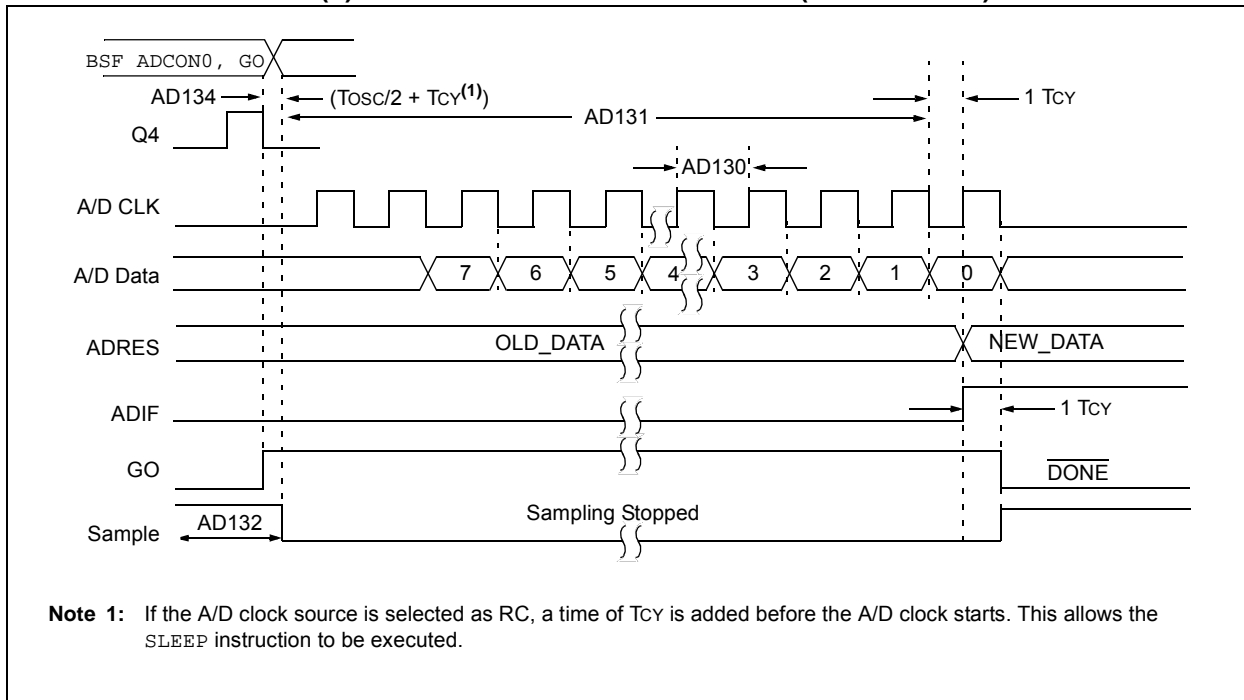 BSF ADCON0, GO
AD134
(TOSC/2 + TCY(1))
1 TCY
AD131
Q4
AD130
A/D CLK
A/D Data
7 6 5 4 3 2 1 0
ADRES
OLD_DATA
NEW_DATA
ADIF
1 TCY
GO
DONE
Sample
AD132
Sampling Stopped
Note 1: If the A/D clock source is selected as RC, a time of TCY is added before the A/D clock starts. This allows the
SLEEP instruction to be executed.